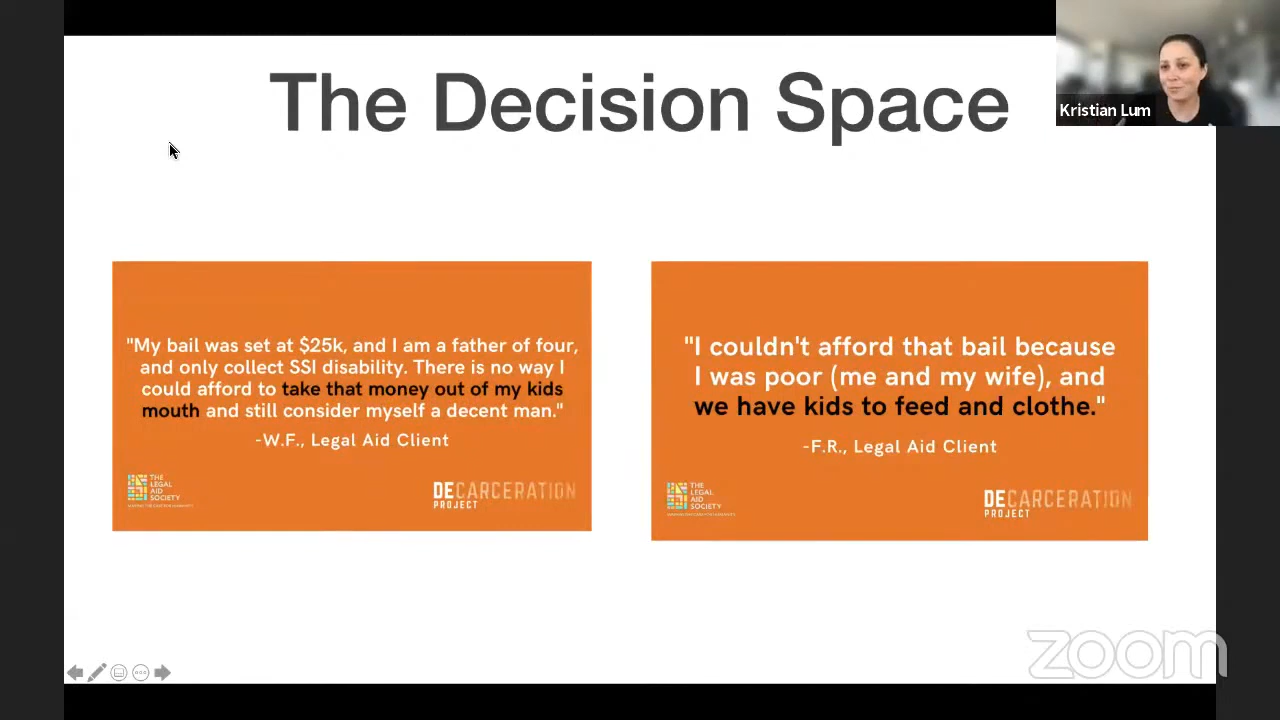 The Decision Space
Kristian Lum
"My bail was set at $25k, and I am a father of four,
and only collect SSI disability. There is no way I
could afford to take that money out of my kids
mouth and still consider myself a decent man."
-W.F., Legal Aid Client
THE
LEGAL
AID
SOCIETY
DECARCERATION
PROJECT
"I couldn't afford that bail because
I was poor (me and my wife), and
we have kids to feed and clothe."
-F.R., Legal Aid Client
THE
LEGAL
AID
SOCIETY
DECARCERATION
PROJECT
zoom